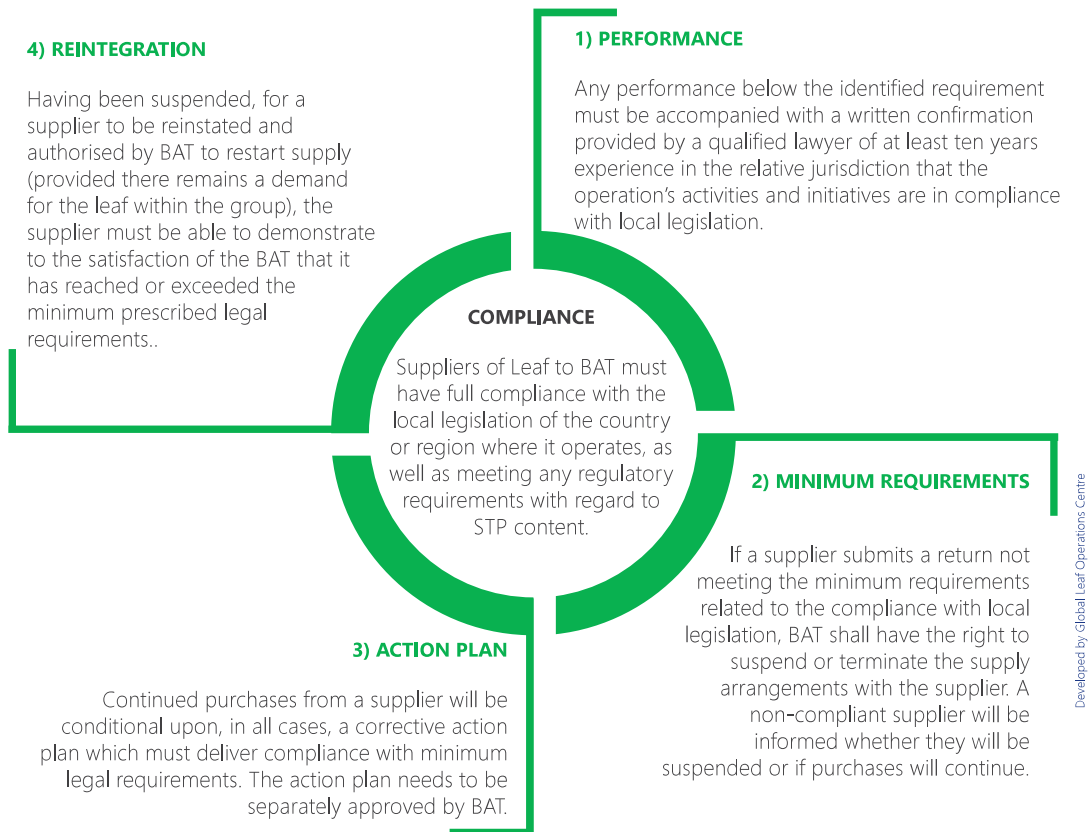 4) REINTEGRATION
Having been suspended, for a
supplier to be reinstated and
authorised by BAT to restart supply
(provided there remains a demand
for the leaf within the group), the
supplier must be able to demonstrate
to the satisfaction of the BAT that it
has reached or exceeded the
minimum prescribed legal
requirements..
1) PERFORMANCE
Any performance below the identified requirement
must be accompanied with a written confirmation
provided by a qualified lawyer of at least ten years
experience in the relative jurisdiction that the
operation's activities and initiatives are in compliance
with local legislation.
COMPLIANCE
Suppliers of Leaf to BAT must
have full compliance with the
local legislation of the country
or region where it operates, as
well as meeting any regulatory
requirements with regard to
STP content.
2) MINIMUM REQUIREMENTS
If a supplier submits a return not
meeting the minimum requirements
related to the compliance with local
legislation, BAT shall have the right to
suspend or terminate the supply
arrangements with the supplier. A
non-compliant supplier will be
informed whether they will be
suspended or if purchases will continue.
3) ACTION PLAN
Continued purchases from a supplier will be
conditional upon, in all cases, a corrective action
plan which must deliver compliance with minimum
legal requirements. The action plan needs to be
separately approved by BAT.
Developed by Global Leaf Operations Centre